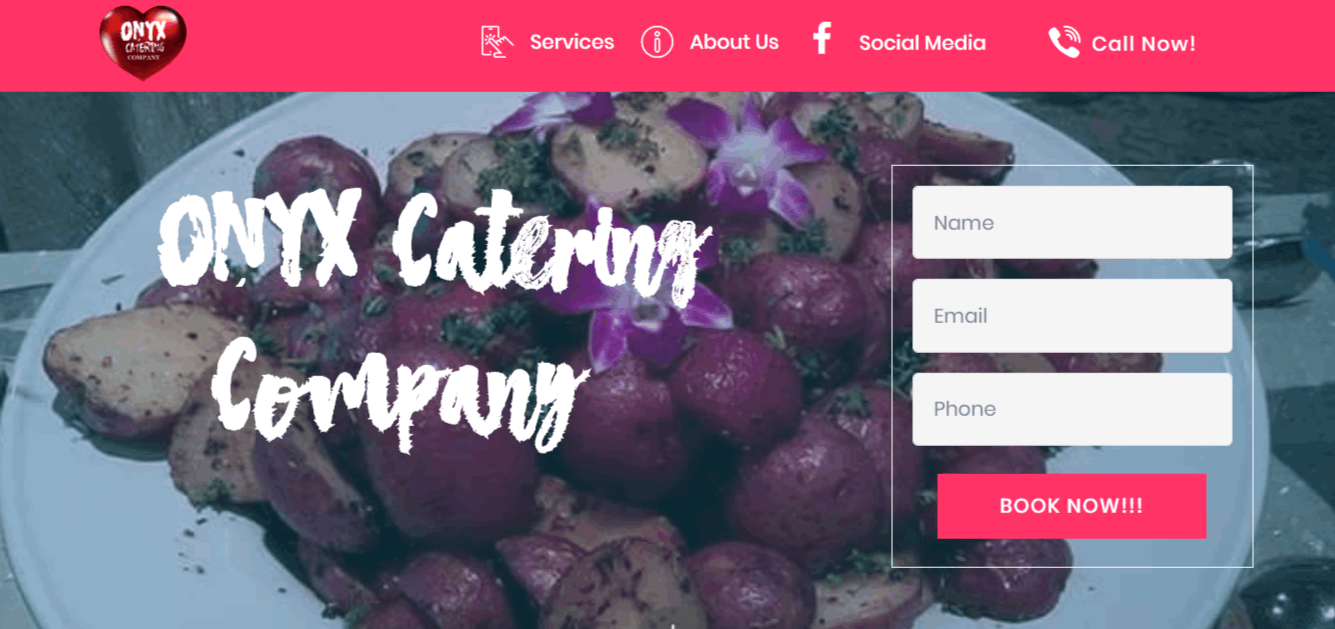 ONYX
CATERING
COMPANY
Services
About Us
Social Media
Call Now!
ONYX Catering
Company
Name
Email
Phone
BOOK NOW!!!